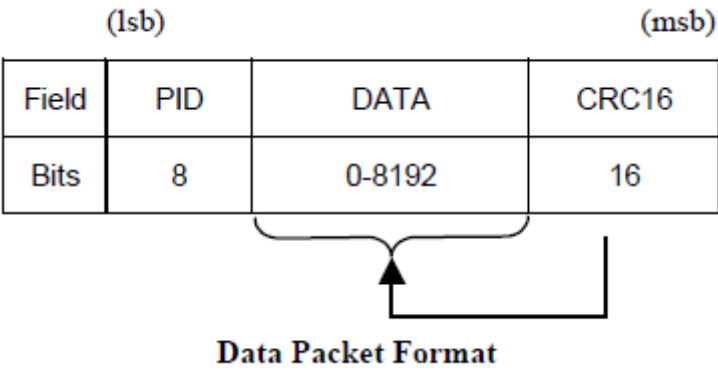 (lsb) (msb)
Field PID DATA CRC16
Bits 8 0-8192 16
Data Packet Format